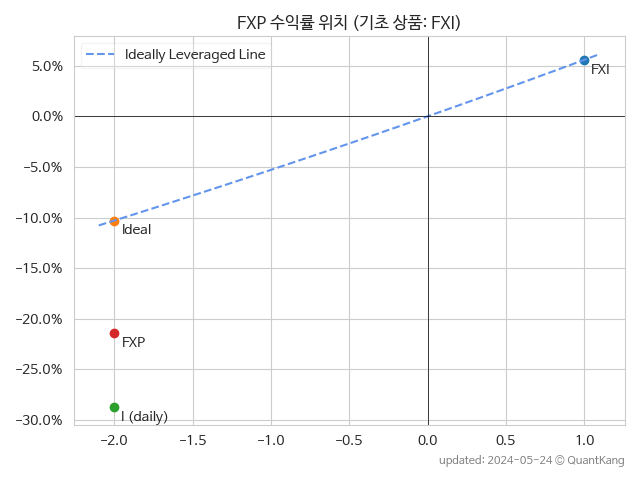 FXP 수익률 위치 (기초 상품: FXI)
Ideally Leveraged Line
5.0%
FXI
0.0%
−5.0%
−10.0%
Ideal
−15.0%
−20.0%
FXP
−25.0%
I (daily)
−30.0%
−2.0 −1.5 −1.0 −0.5 0.0 0.5 1.0
updated: 2024-05-24 © QuantKang